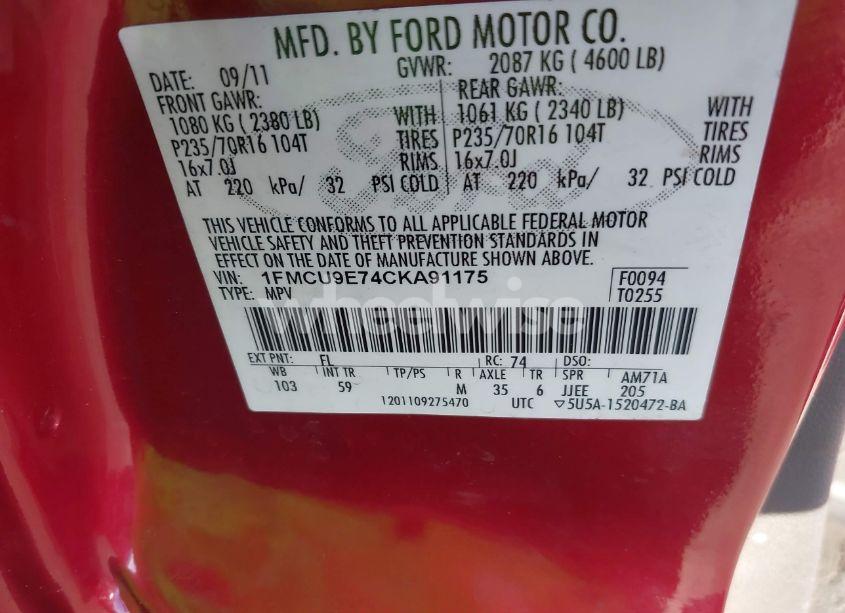 MFD. BY FORD MOTOR CO.
DATE: 09/11 GVWR: 2087 KG ( 4600 LB)
FRONT GAWR: REAR GAWR:
1080 KG ( 2380 LB) WITH 1061 KG ( 2340 LB) WITH
P235/70R16 104T TIRES P235/70R16 104T TIRES
16x7.0J RIMS 16x7.0J RIMS
AT 220 kPa/ 32 PSI COLD AT 220 kPa/ 32 PSI COLD
Ford
THIS VEHICLE CONFORMS TO ALL APPLICABLE FEDERAL MOTOR
VEHICLE SAFETY AND THEFT PREVENTION STANDARDS IN
EFFECT ON THE DATE OF MANUFACTURE SHOWN ABOVE.
VIN: 1FMCU9E74CKA91175 F0094
TYPE: MPV T0255
wheelwise
EXT PNT: FL RC: 74 DSO:
WB INT TR TP/PS R AXLE TR SPR AM71A
103 59 M 35 6 JJEE 205
1201109275470 UTC ▽5U5A-1520472-BA